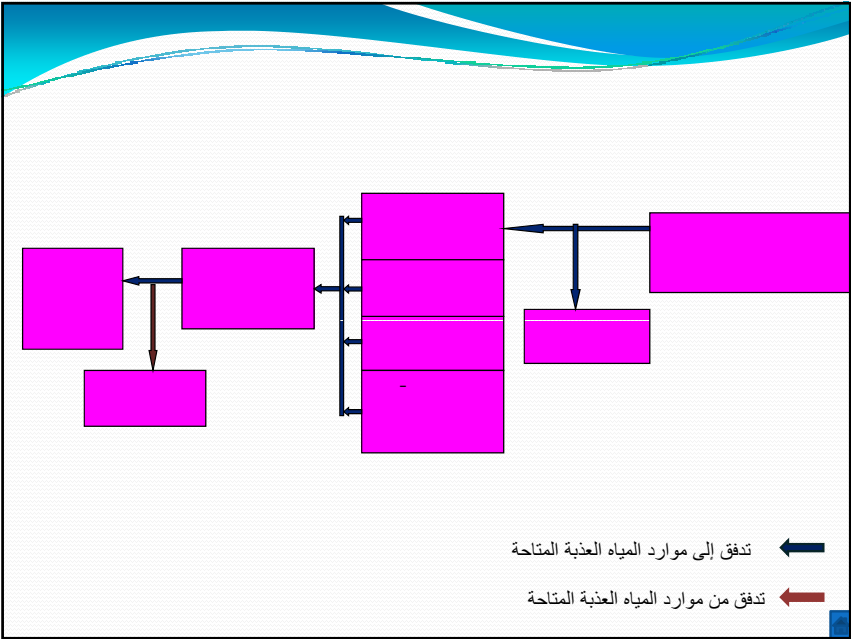 تدفق إلى موارد المياه العذبة المتاحة
تدفق من موارد المياه العذبة المتاحة